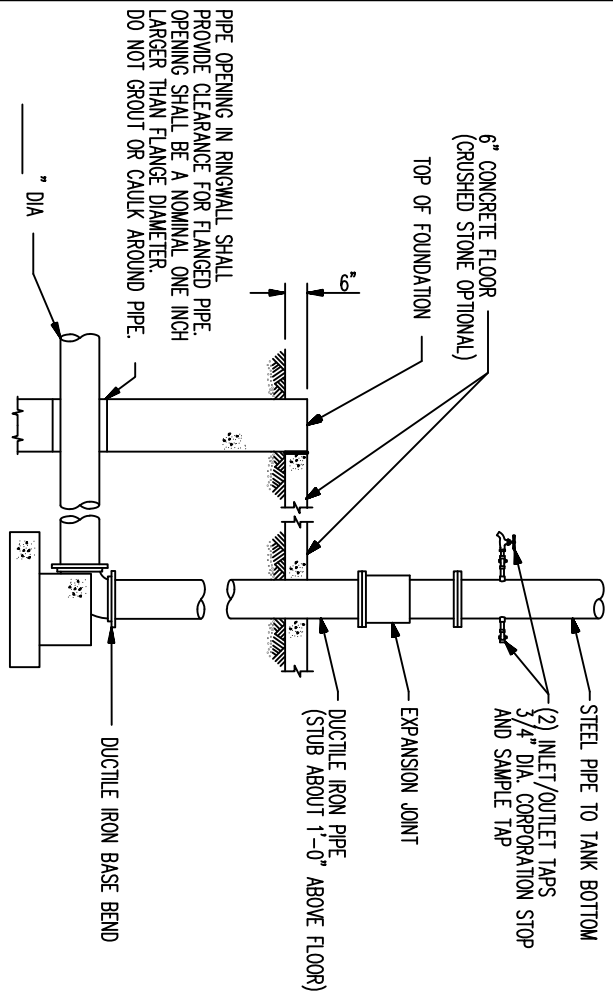 STEEL PIPE TO TANK BOTTOM
(2) INLET/OUTLET TAPS
3/4" DIA. CORPORATION STOP
AND SAMPLE TAP
EXPANSION JOINT
DUCTILE IRON PIPE
(STUB ABOUT 1'-0" ABOVE FLOOR)
DUCTILE IRON BASE BEND
6" CONCRETE FLOOR
(CRUSHED STONE OPTIONAL)
TOP OF FOUNDATION
6"
PIPE OPENING IN RINGWALL SHALL
PROVIDE CLEARANCE FOR FLANGED PIPE.
OPENING SHALL BE A NOMINAL ONE INCH
LARGER THAN FLANGE DIAMETER.
DO NOT GROUT OR CAULK AROUND PIPE.
____" DIA